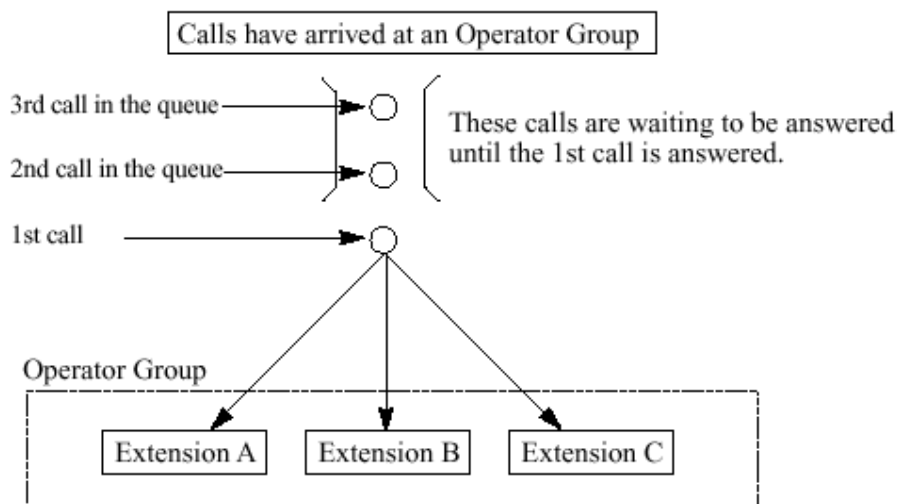 Calls have arrived at an Operator Group
3rd call in the queue
These calls are waiting to be answered
until the 1st call is answered.
2nd call in the queue
1st call
Operator Group
Extension A
Extension B
Extension C